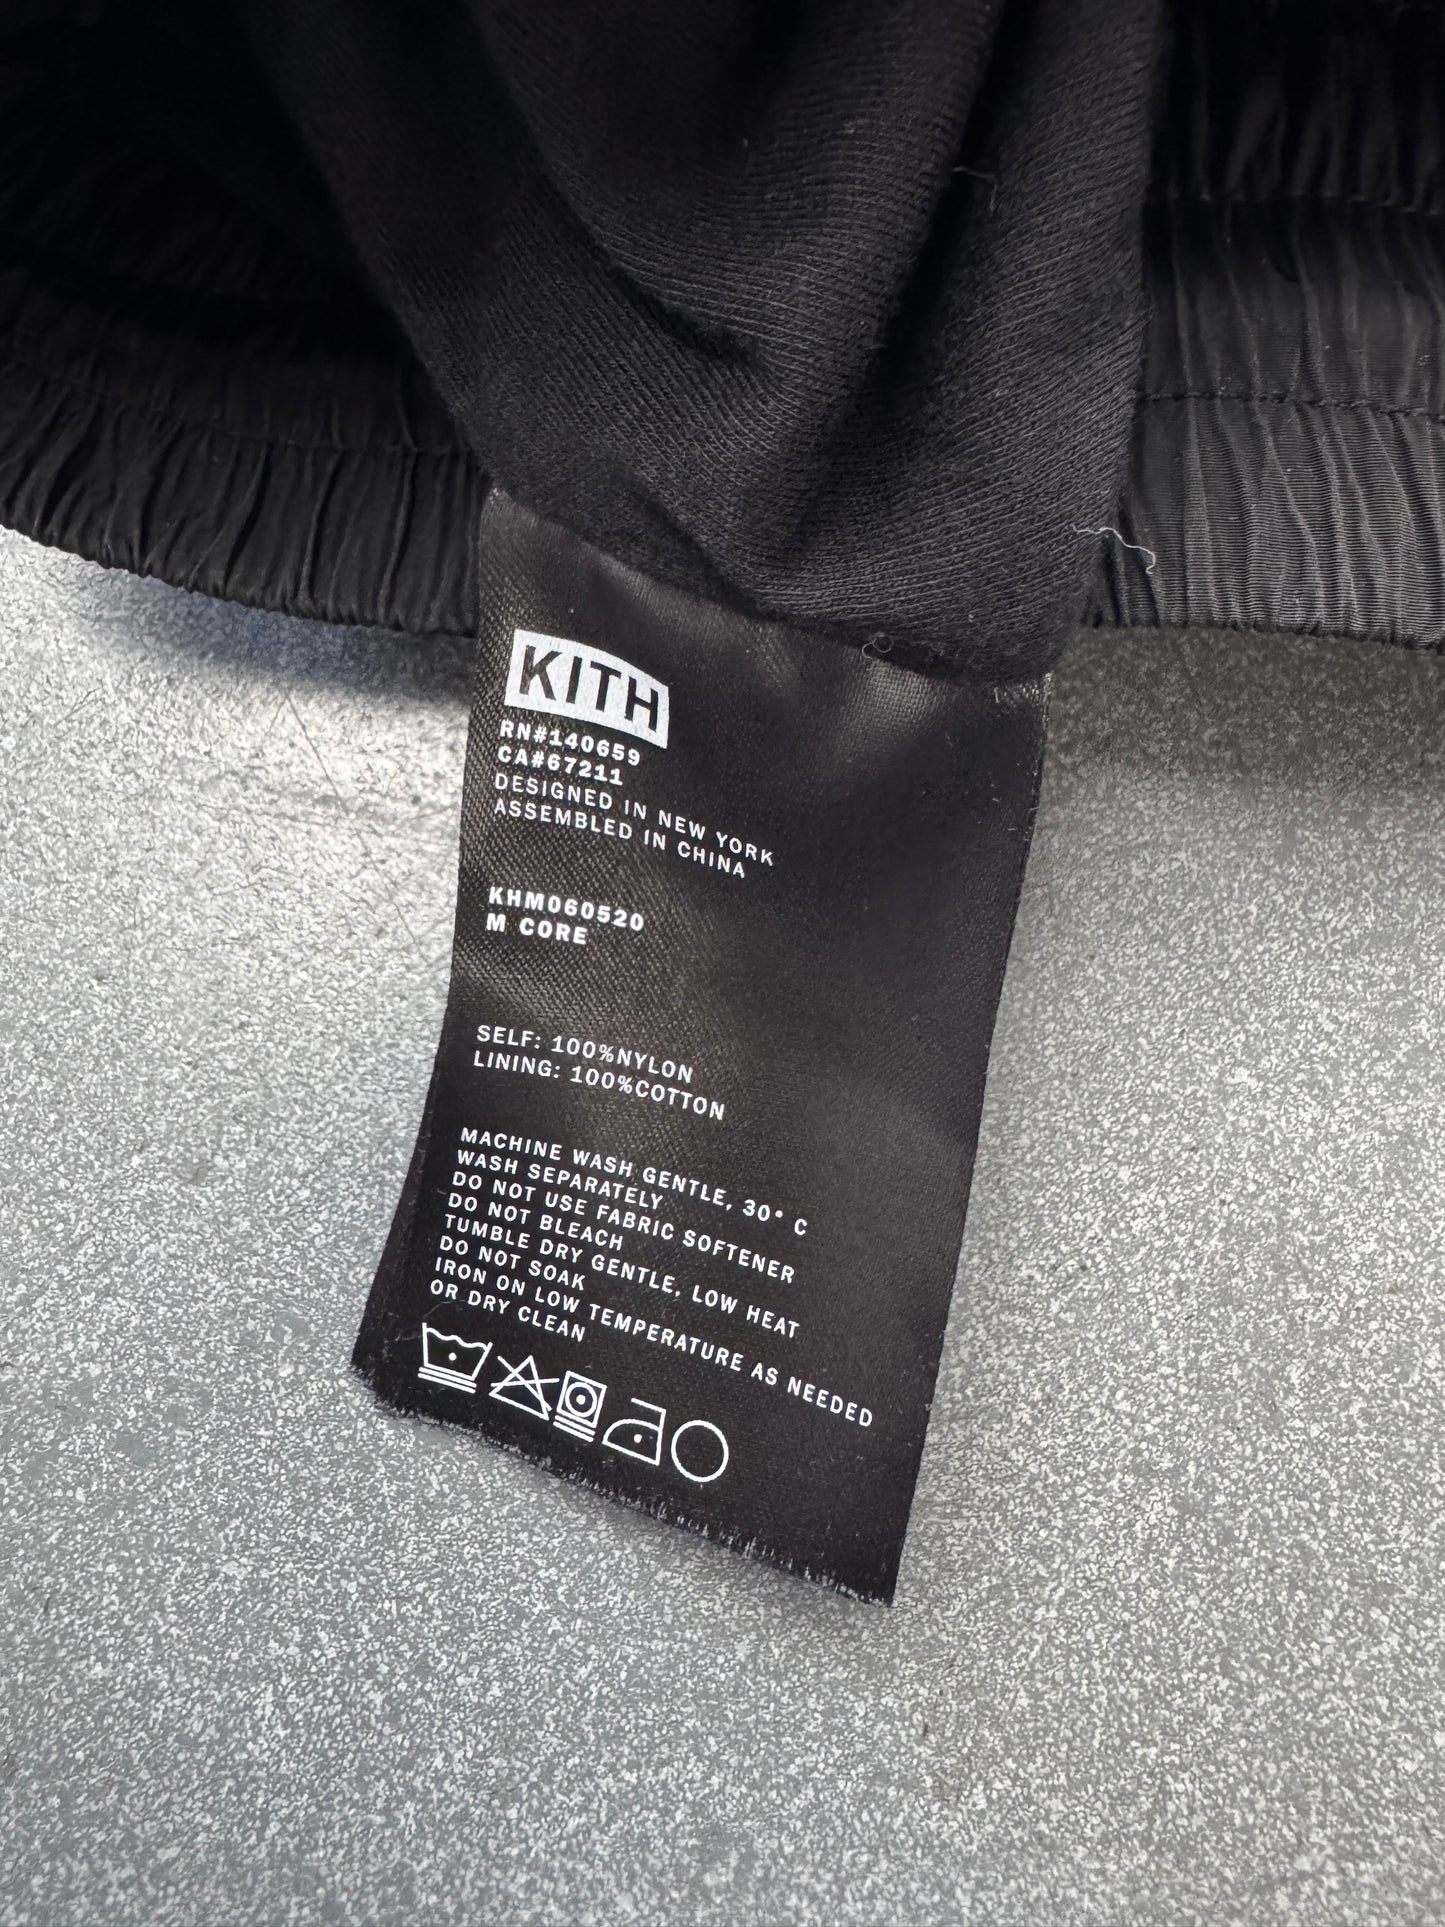 KITH
RN#140659
CA#67211
DESIGNED IN NEW YORK
ASSEMBLED IN CHINA
KHM060520
M CORE
SELF: 100%NYLON
LINING: 100%COTTON
MACHINE WASH GENTLE, 30° C
WASH SEPARATELY
DO NOT USE FABRIC SOFTENER
DO NOT BLEACH
TUMBLE DRY GENTLE, LOW HEAT
DO NOT SOAK
IRON ON LOW TEMPERATURE AS NEEDED
OR DRY CLEAN